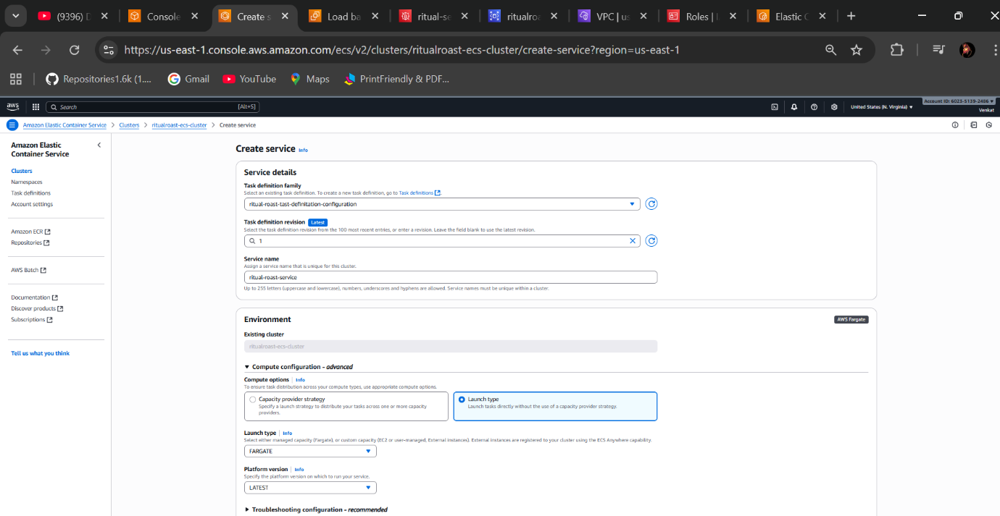 (9396) D
Console
Create s
Load ba
ritual-se
ritualroa
VPC | us
Roles |
Elastic C
https://us-east-1.console.aws.amazon.com/ecs/v2/clusters/ritualroast-ecs-cluster/create-service?region=us-east-1
Repositories1.6k (1....
Gmail
YouTube
Maps
PrintFriendly & PDF...
aws
Search
[Alt+S]
United States (N. Virginia)
Account ID: 6023-5139-2486
Venkat
Amazon Elastic Container Service > Clusters > ritualroast-ecs-cluster > Create service
Amazon Elastic
Container Service
Clusters
Namespaces
Task definitions
Account settings
Amazon ECR
Repositories
AWS Batch
Documentation
Discover products
Subscriptions
Tell us what you think
Create service Info
Service details
Task definition family
Select an existing task definition. To create a new task definition, go to Task definitions
ritual-roast-tast-definitation-configuration
Task definition revision Latest
Select the task definition revision from the 100 most recent entries, or enter a revision. Leave the field blank to use the latest revision.
1
Service name
Assign a service name that is unique for this cluster.
ritual-roast-service
Up to 255 letters (uppercase and lowercase), numbers, underscores and hyphens are allowed. Service names must be unique within a cluster.
Environment
AWS Fargate
Existing cluster
ritualroast-ecs-cluster
Compute configuration - advanced
Compute options Info
To ensure task distribution across your compute types, use appropriate compute options.
Capacity provider strategy
Specify a launch strategy to distribute your tasks across one or more capacity
providers.
Launch type
Launch tasks directly without the use of a capacity provider strategy.
Launch type Info
Select either managed capacity (Fargate), or custom capacity (EC2 or user-managed, External instances). External instances are registered to your cluster using the ECS Anywhere capability.
FARGATE
Platform version Info
Specify the platform version on which to run your service.
LATEST
Troubleshooting configuration - recommended